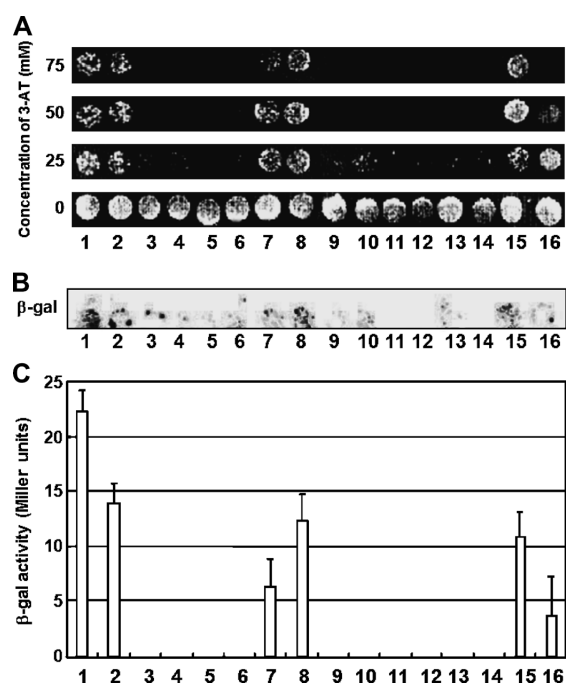 A
Concentration of 3-AT (mM)
75
50
25
0
1 2 3 4 5 6 7 8 9 10 11 12 13 14 15 16
B
β-gal
1 2 3 4 5 6 7 8 9 10 11 12 13 14 15 16
C
β-gal activity (Miller units)
25
20
15
10
5
0
1 2 3 4 5 6 7 8 9 10 11 12 13 14 15 16